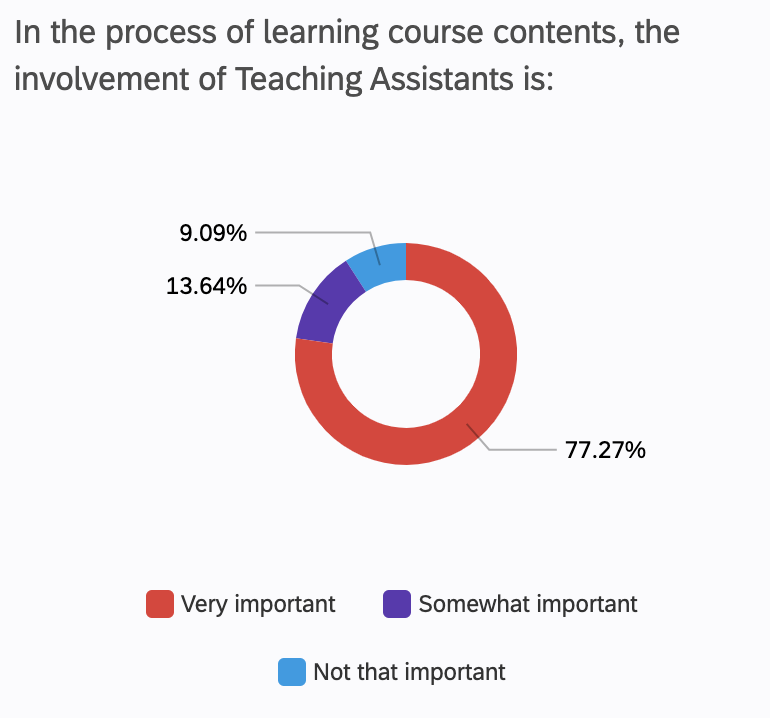 In the process of learning course contents, the
involvement of Teaching Assistants is:
9.09%
13.64%
77.27%
Very important
Somewhat important
Not that important